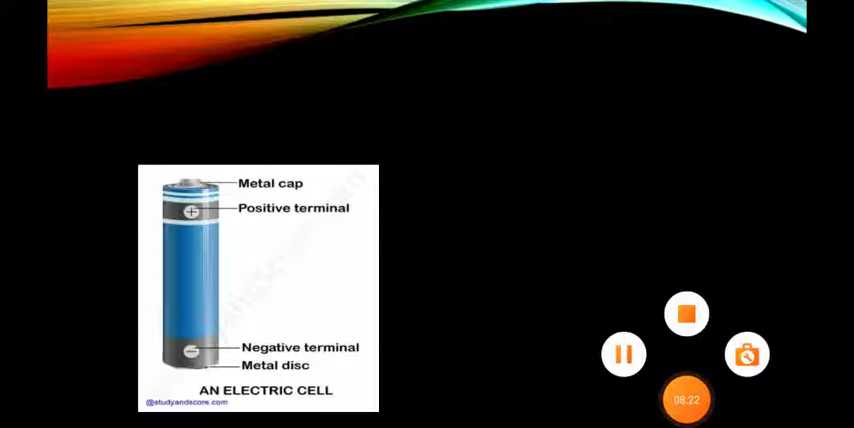 Metal cap
Positive terminal
Negative terminal
Metal disc
AN ELECTRIC CELL
@studyandscore.com
08:22